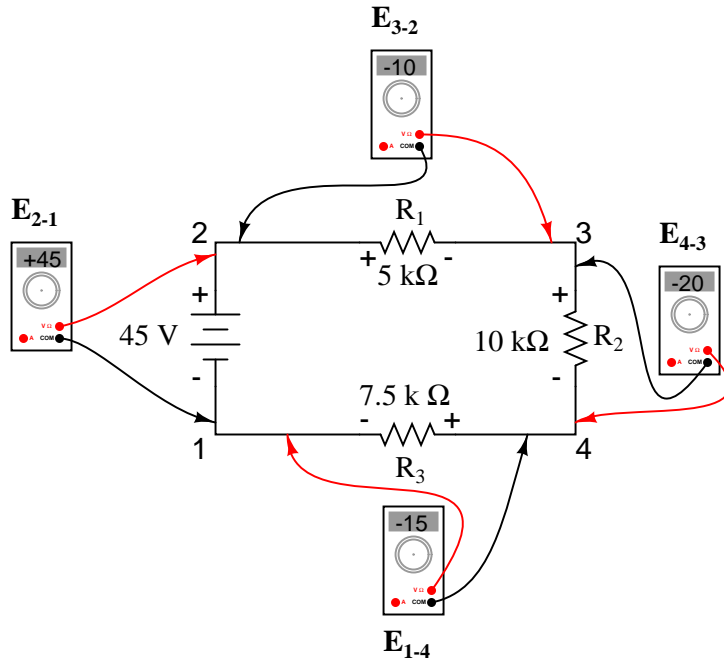 E3-2
-10
V Ω
A COM
E2-1
+45
V Ω
A COM
2
R1
3
+ -
5 kΩ
E4-3
-20
V Ω
A COM
+
45 V
-
+
10 kΩ R2
-
7.5 k Ω
- +
1
R3
4
-15
V Ω
A COM
E1-4